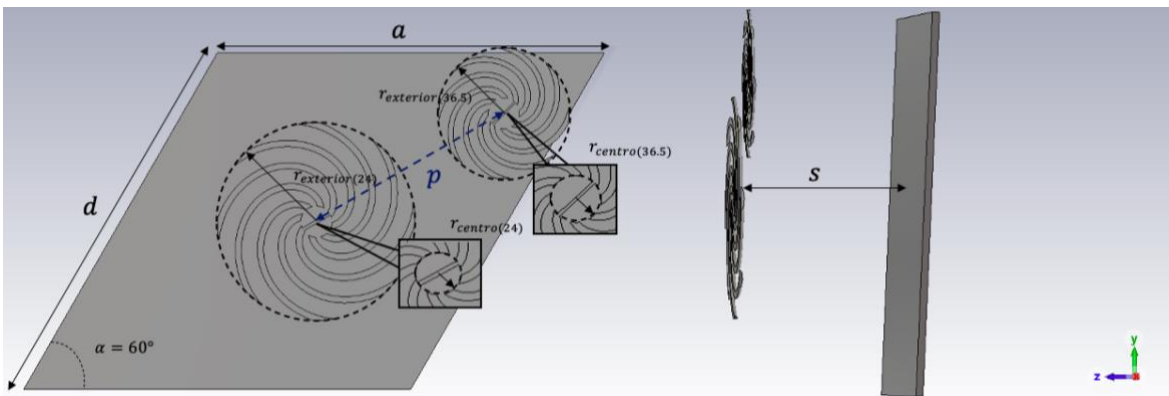 a
r_exterior(36.5)
r_centro(36.5)
r_exterior(24)
p
r_centro(24)
d
α = 60°
s
y
z
x